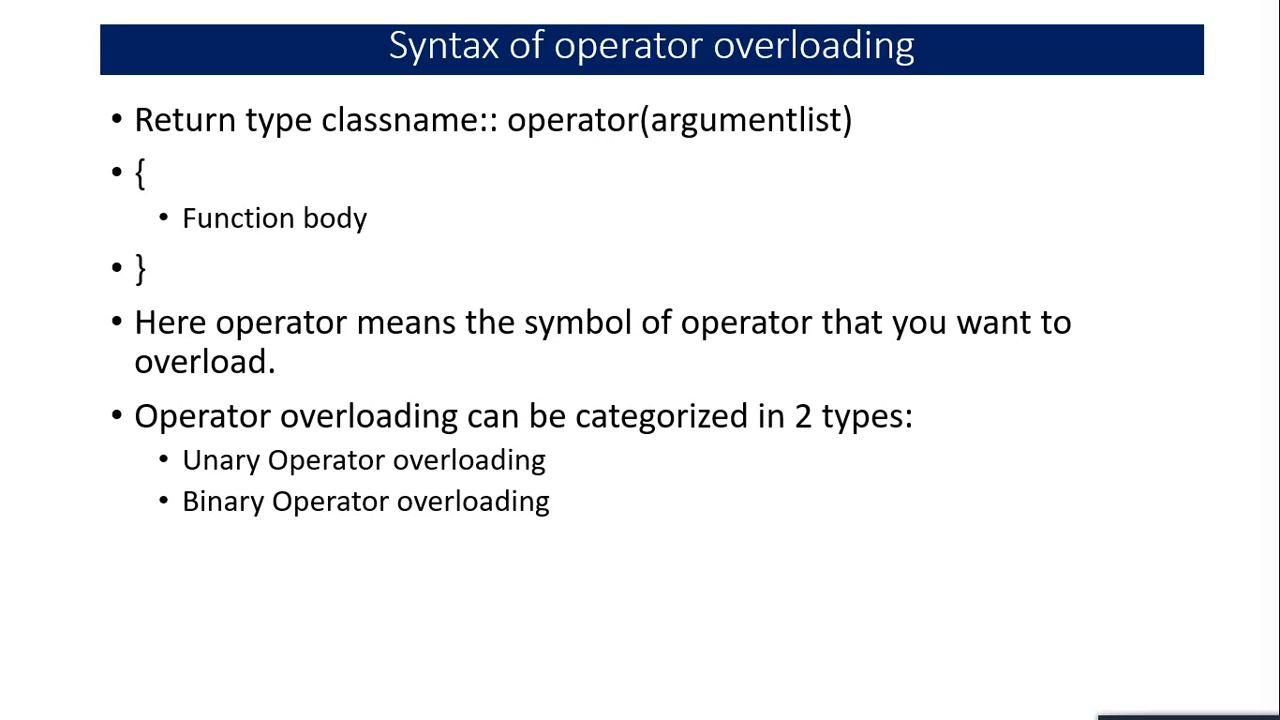 Syntax of operator overloading
• Return type classname:: operator(argumentlist)
• {
• Function body
• }
• Here operator means the symbol of operator that you want to
overload.
• Operator overloading can be categorized in 2 types:
• Unary Operator overloading
• Binary Operator overloading